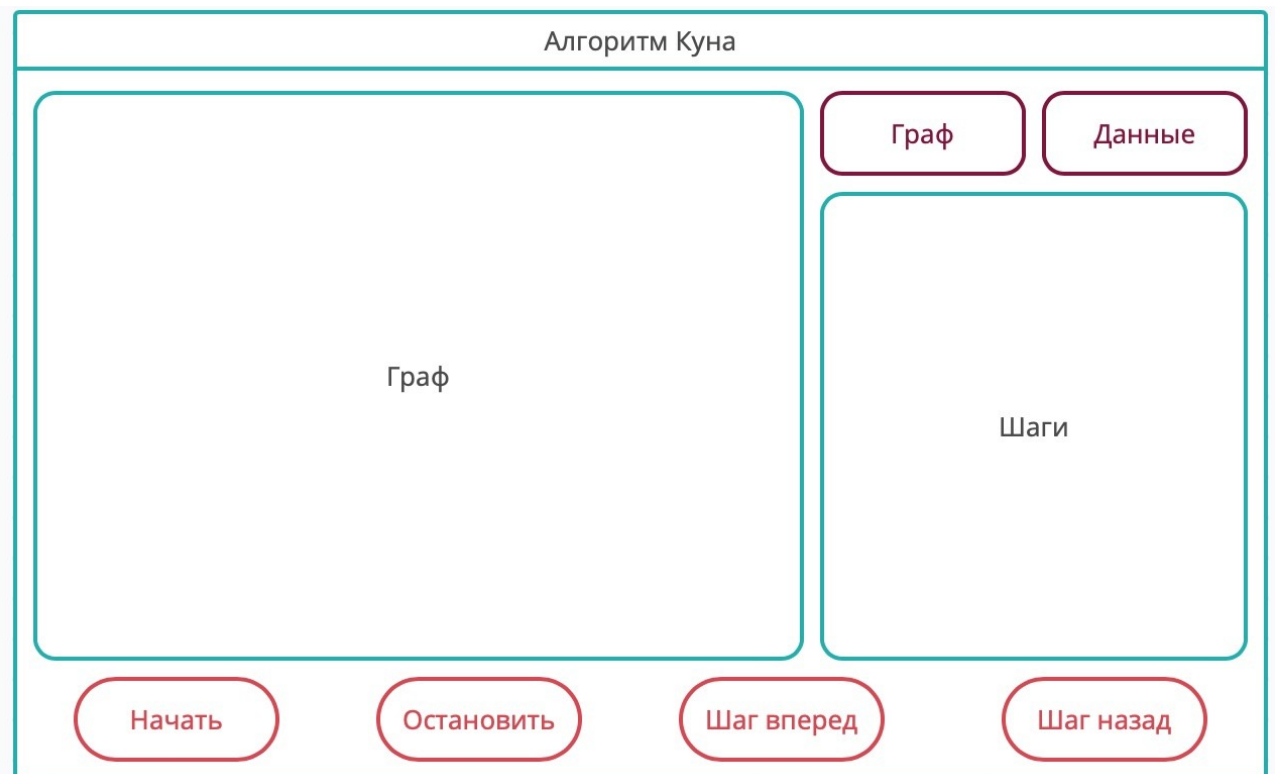 Алгоритм Куна
Граф
Данные
Граф
Шаги
Начать
Остановить
Шаг вперед
Шаг назад